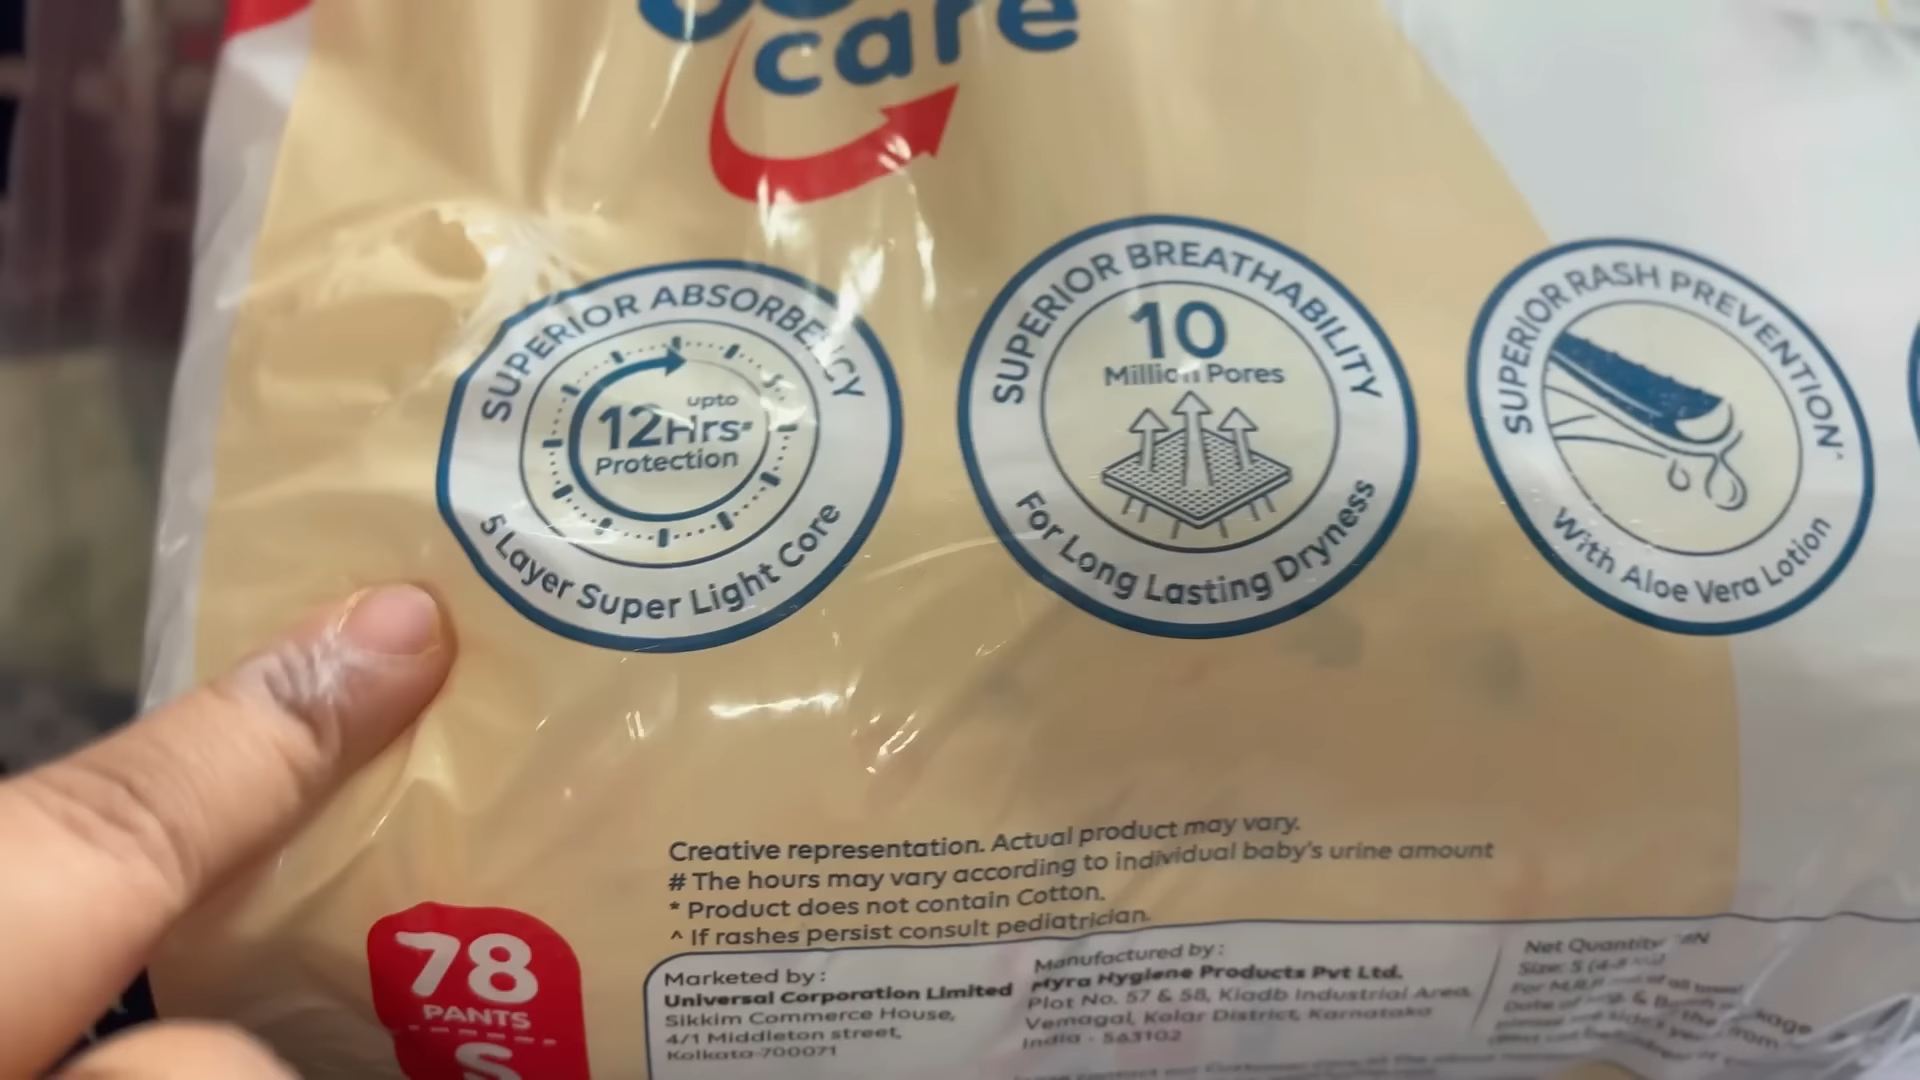 care
SUPERIOR ABSORBENCY
upto
12Hrs#
Protection
5 Layer Super Light Core
SUPERIOR BREATHABILITY
10
Million Pores
For Long Lasting Dryness
SUPERIOR RASH PREVENTION^
With Aloe Vera Lotion
Creative representation. Actual product may vary.
# The hours may vary according to individual baby's urine amount
* Product does not contain Cotton.
^ If rashes persist consult pediatrician.
78
PANTS
S
Marketed by:
Universal Corporation Limited
Sikkim Commerce House,
4/1 Middleton street,
Kolkata-700071
Manufactured by:
Myra Hygiene Products Pvt Ltd.
Plot No. 57 & 58, Kiadb Industrial Area,
Vemagal, Kolar District, Karnataka
India - 563102
Net Quantity
Size: S